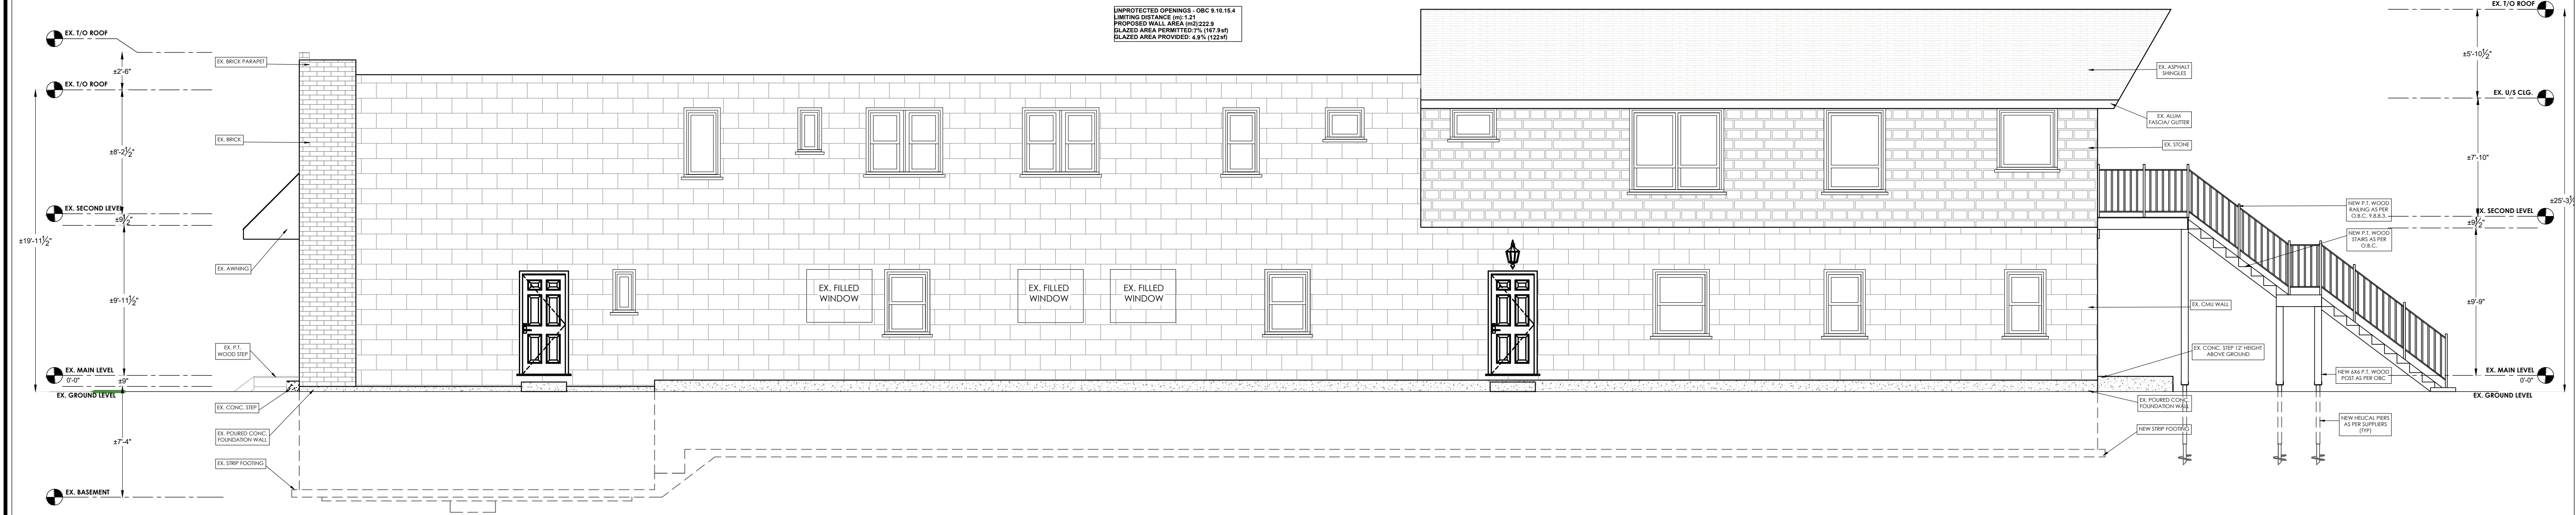 UNPROTECTED OPENINGS - OBC 9.10.15.4
LIMITING DISTANCE (m): 1.21
PROPOSED WALL AREA (m2):222.9
GLAZED AREA PERMITTED:7% (167.9sf)
GLAZED AREA PROVIDED: 4.9% (122sf)
EX. T/O ROOF
±2'-6"
EX. T/O ROOF
±8'-2½"
EX. SECOND LEVEL
±9½"
±19'-11½"
±9'-11½"
EX. MAIN LEVEL
0'-0"
±9"
EX. GROUND LEVEL
±7'-4"
EX. BASEMENT
EX. BRICK PARAPET
EX. BRICK
EX. AWNING
EX. P.T.
WOOD STEP
EX. CONC. STEP
EX. POURED CONC.
FOUNDATION WALL
EX. STRIP FOOTING
EX. FILLED
WINDOW
EX. FILLED
WINDOW
EX. FILLED
WINDOW
EX. ASPHALT
SHINGLES
EX. ALUM
FASCIA/ GUTTER
EX. STONE
EX. CMU WALL
EX. CONC. STEP 12' HEIGHT
ABOVE GROUND
EX. POURED CONC.
FOUNDATION WALL
NEW STRIP FOOTING
NEW P.T. WOOD
RAILING AS PER
O.B.C. 9.8.8.3.
NEW P.T. WOOD
STAIRS AS PER
O.B.C.
NEW 6X6 P.T. WOOD
POST AS PER OBC
NEW HELICAL PIERS
AS PER SUPPLIERS
(TYP)
EX. T/O ROOF
±5'-10½"
EX. U/S CLG.
±7'-10"
±25'-3½"
EX. SECOND LEVEL
±9½"
±9'-9"
EX. MAIN LEVEL
0'-0"
EX. GROUND LEVEL